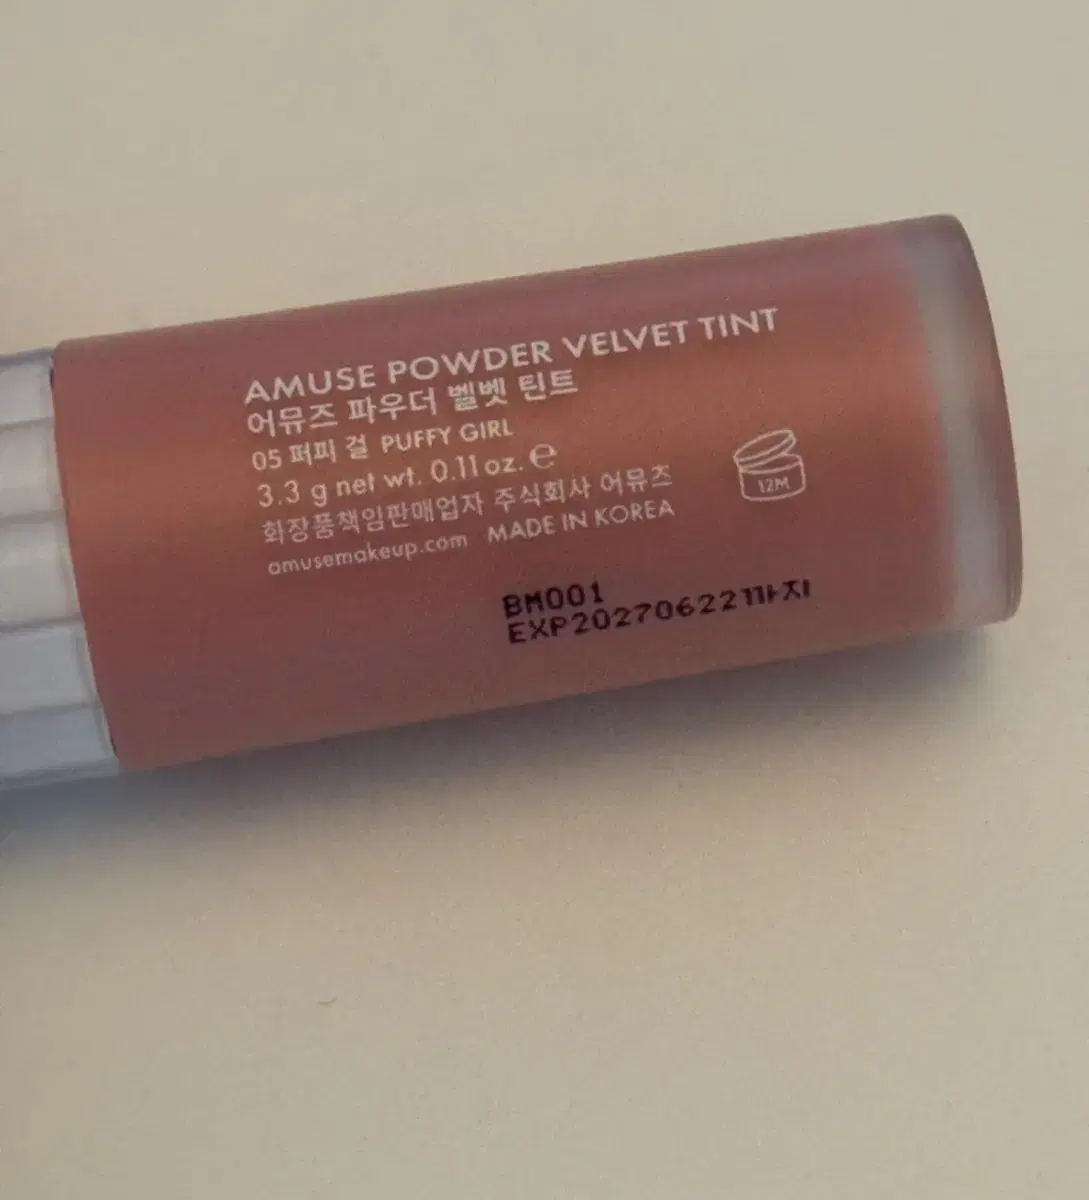 AMUSE POWDER VELVET TINT
어뮤즈 파우더 벨벳 틴트
05 퍼피 걸 PUFFY GIRL
3.3 g net wt. 0.11 oz. ℮
화장품책임판매업자 주식회사 어뮤즈
amusemakeup.com MADE IN KOREA
12M
BM001
EXP20270622까지